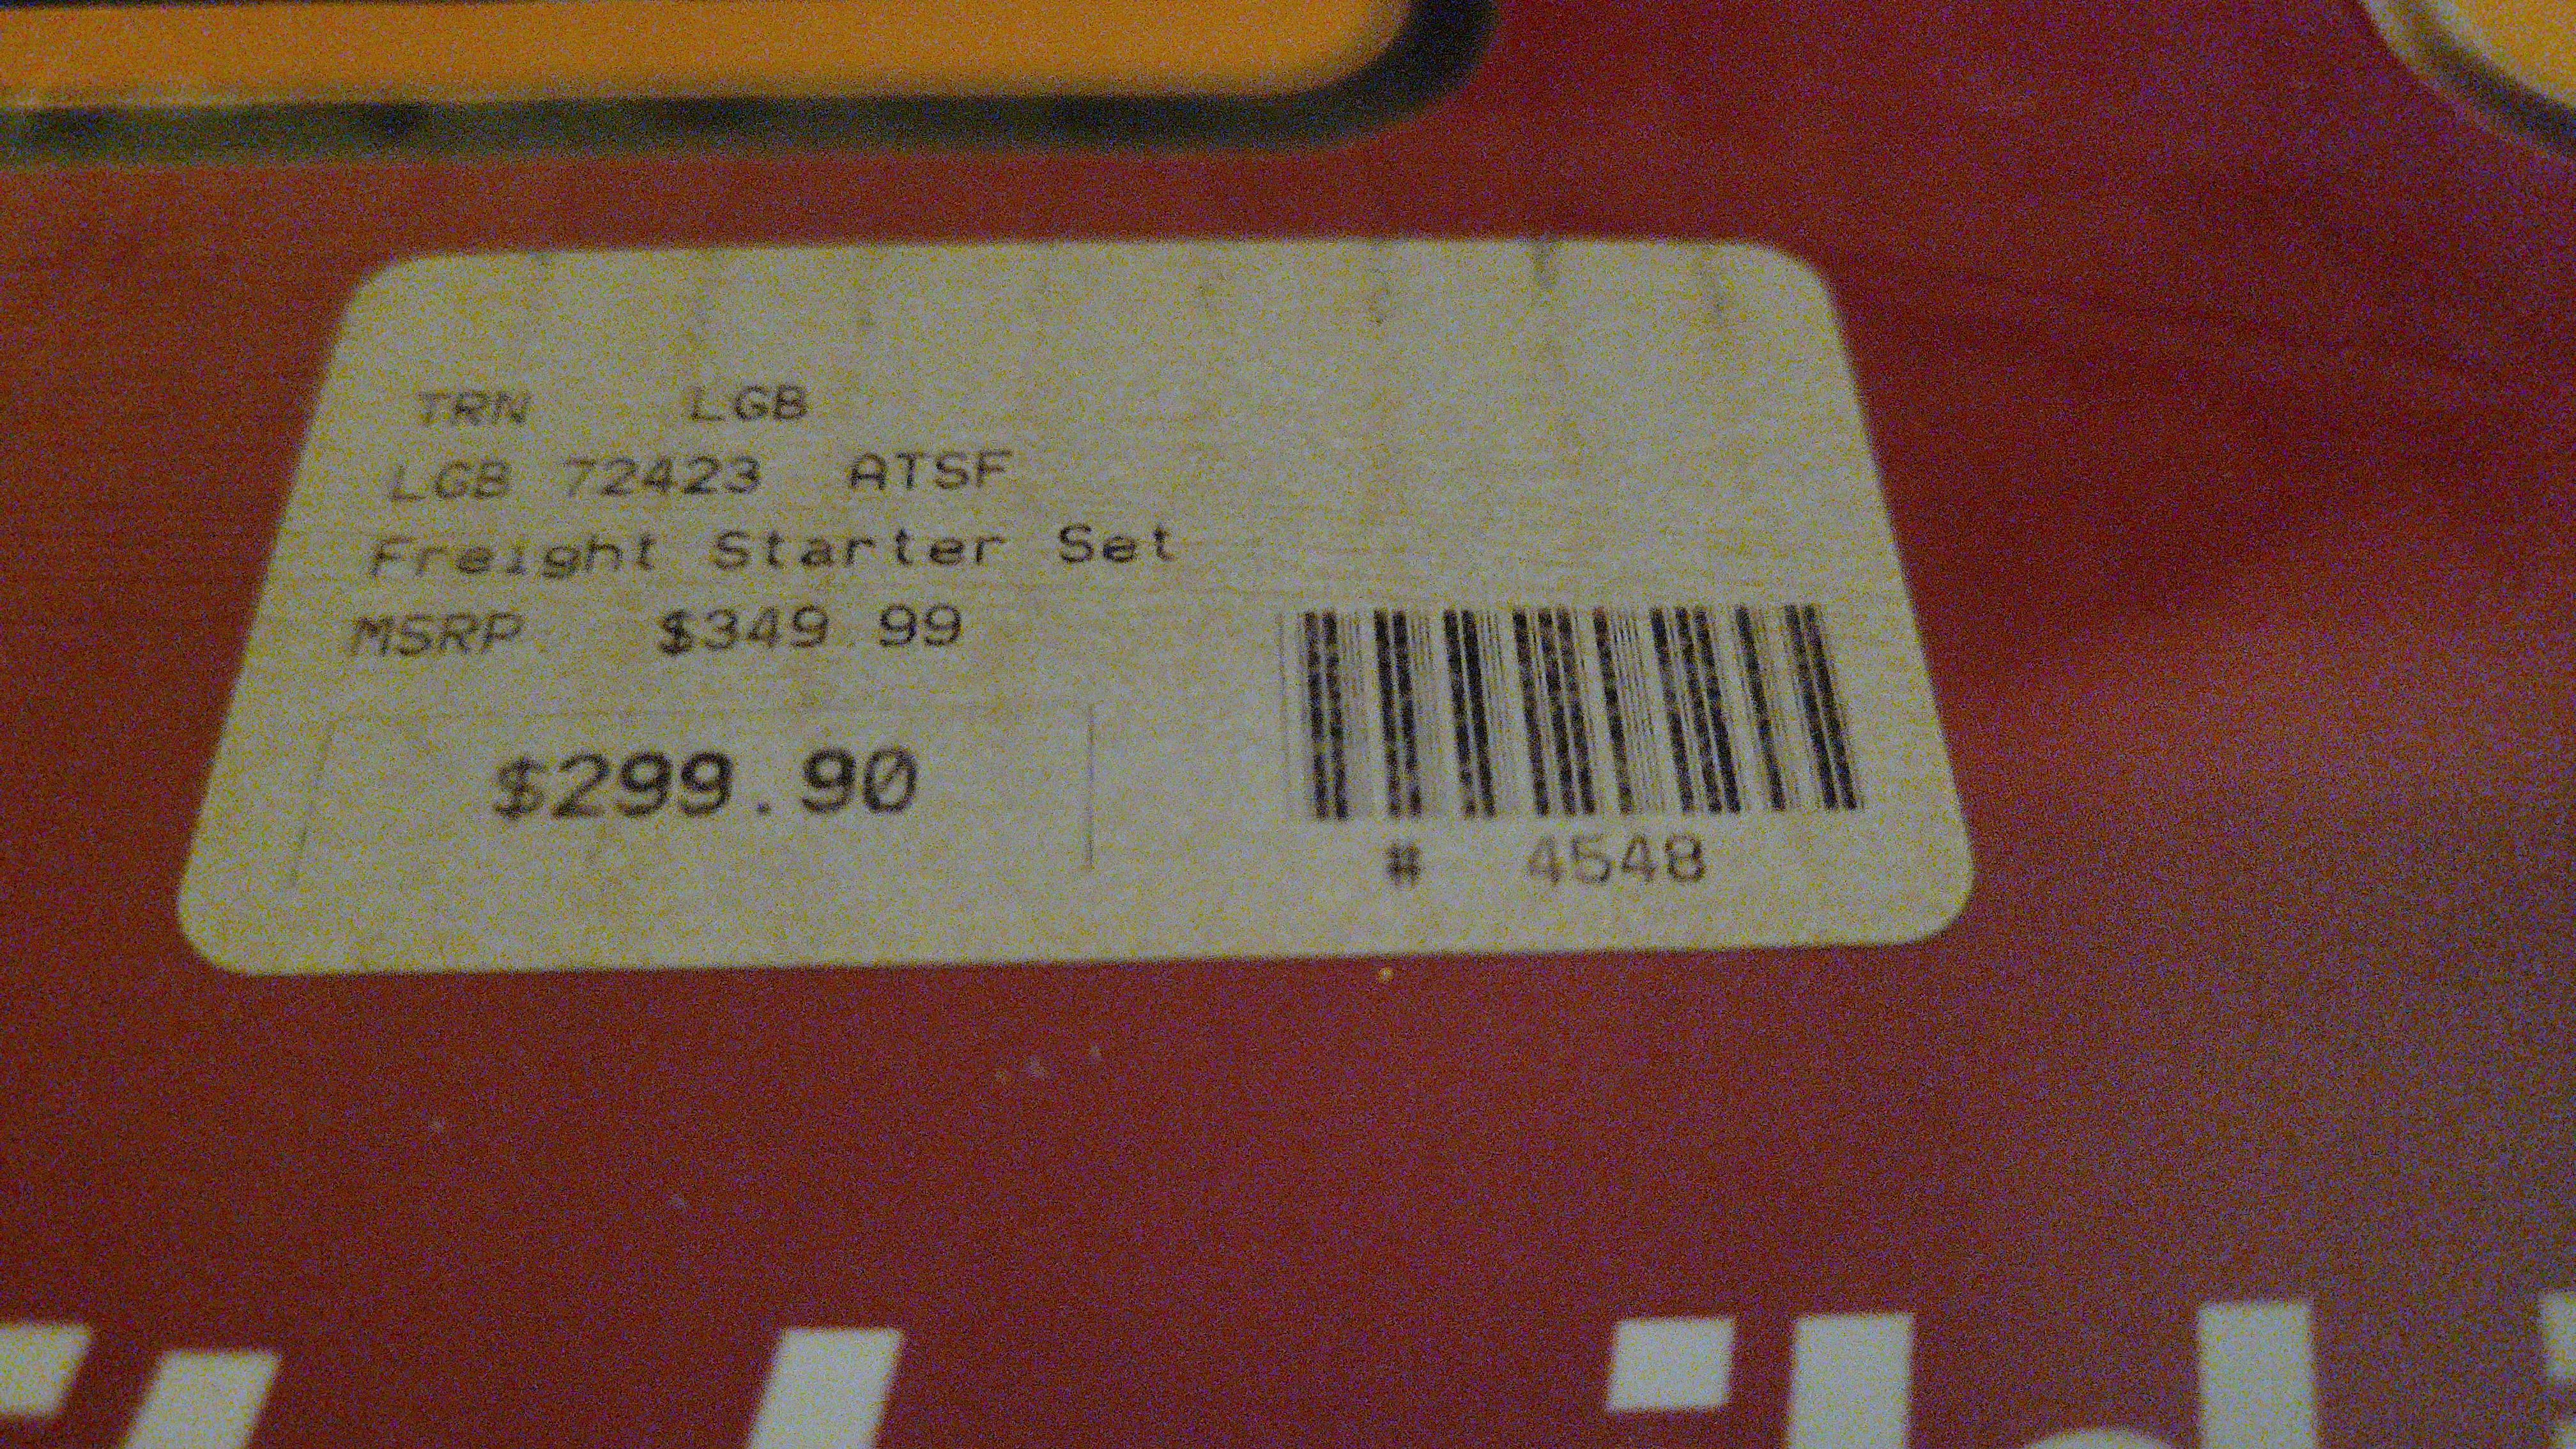 TRN LGB
LGB 72423 ATSF
Freight Starter Set
MSRP $349.99
$299.90
# 4548